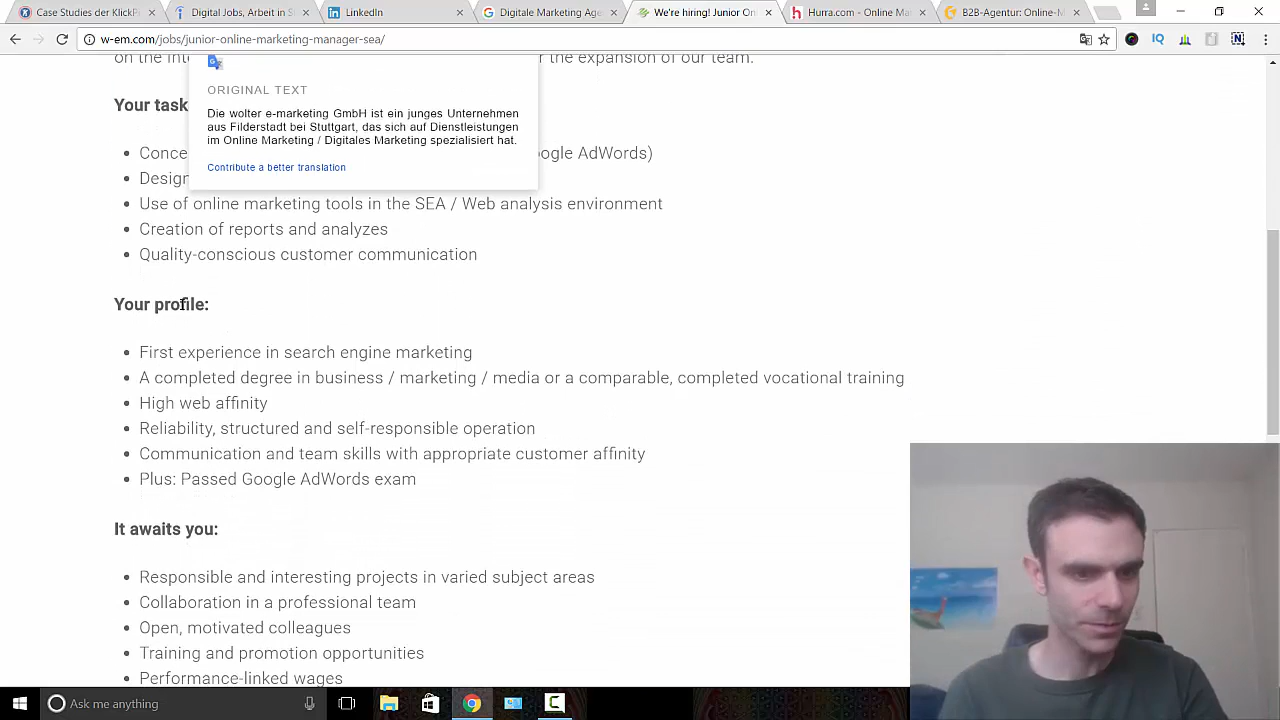 Case Studies der KlickPa
Digital Jobs, Arbeit in S
LinkedIn
Digitale Marketing Age
We're hiring! Junior On
Hurra.com - Online Ma
B2B-Agentur: Online-M
w-em.com/jobs/junior-online-marketing-manager-sea/
on the inte
r the expansion of our team.
ORIGINAL TEXT
Die wolter e-marketing GmbH ist ein junges Unternehmen
aus Filderstadt bei Stuttgart, das sich auf Dienstleistungen
im Online Marketing / Digitales Marketing spezialisiert hat.
Contribute a better translation
Your task
Conce
oogle AdWords)
Design
Use of online marketing tools in the SEA / Web analysis environment
Creation of reports and analyzes
Quality-conscious customer communication
Your profile:
First experience in search engine marketing
A completed degree in business / marketing / media or a comparable, completed vocational training
High web affinity
Reliability, structured and self-responsible operation
Communication and team skills with appropriate customer affinity
Plus: Passed Google AdWords exam
It awaits you:
Responsible and interesting projects in varied subject areas
Collaboration in a professional team
Open, motivated colleagues
Training and promotion opportunities
Performance-linked wages
Ask me anything